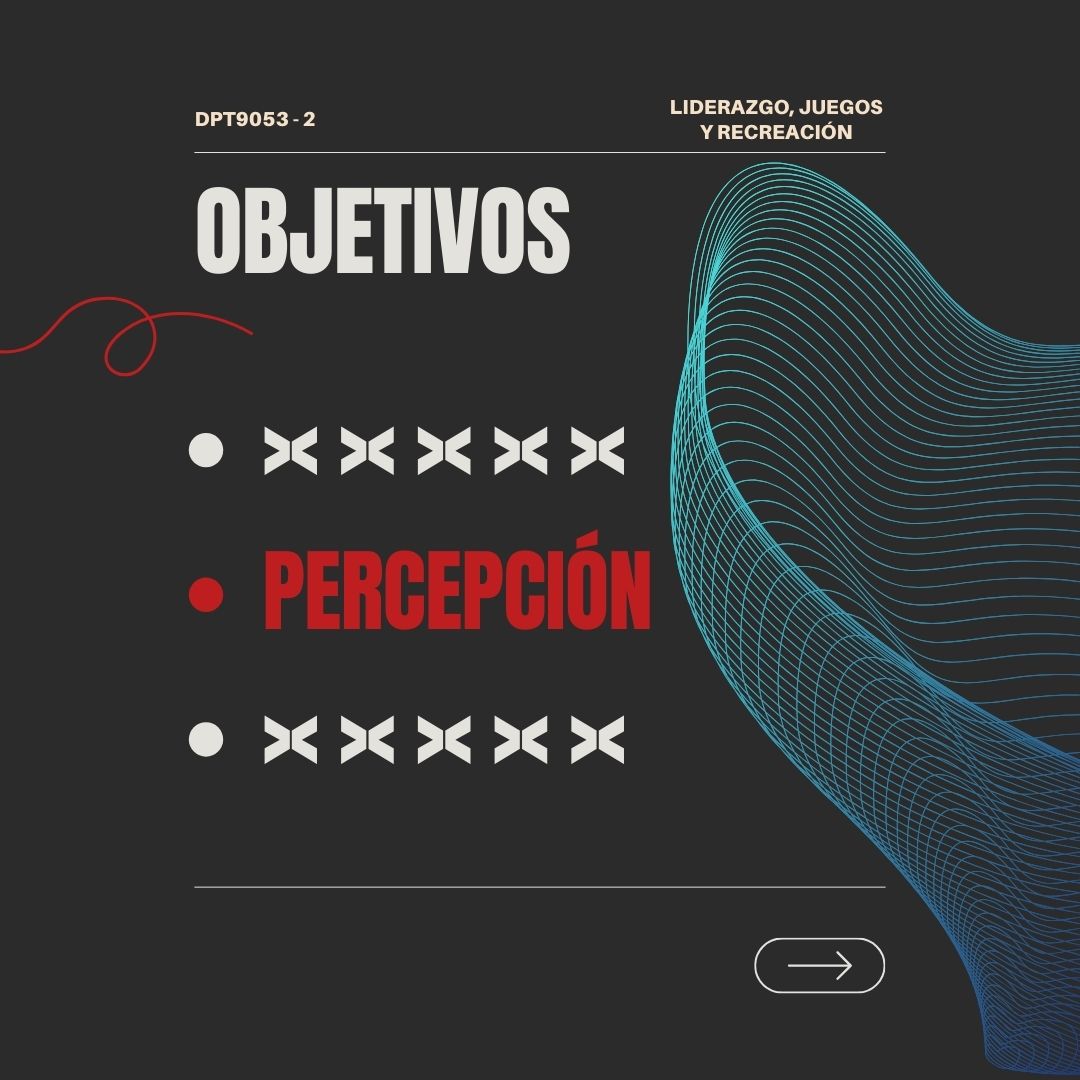 DPT9053 - 2
LIDERAZGO, JUEGOS
Y RECREACIÓN
OBJETIVOS
PERCEPCIÓN